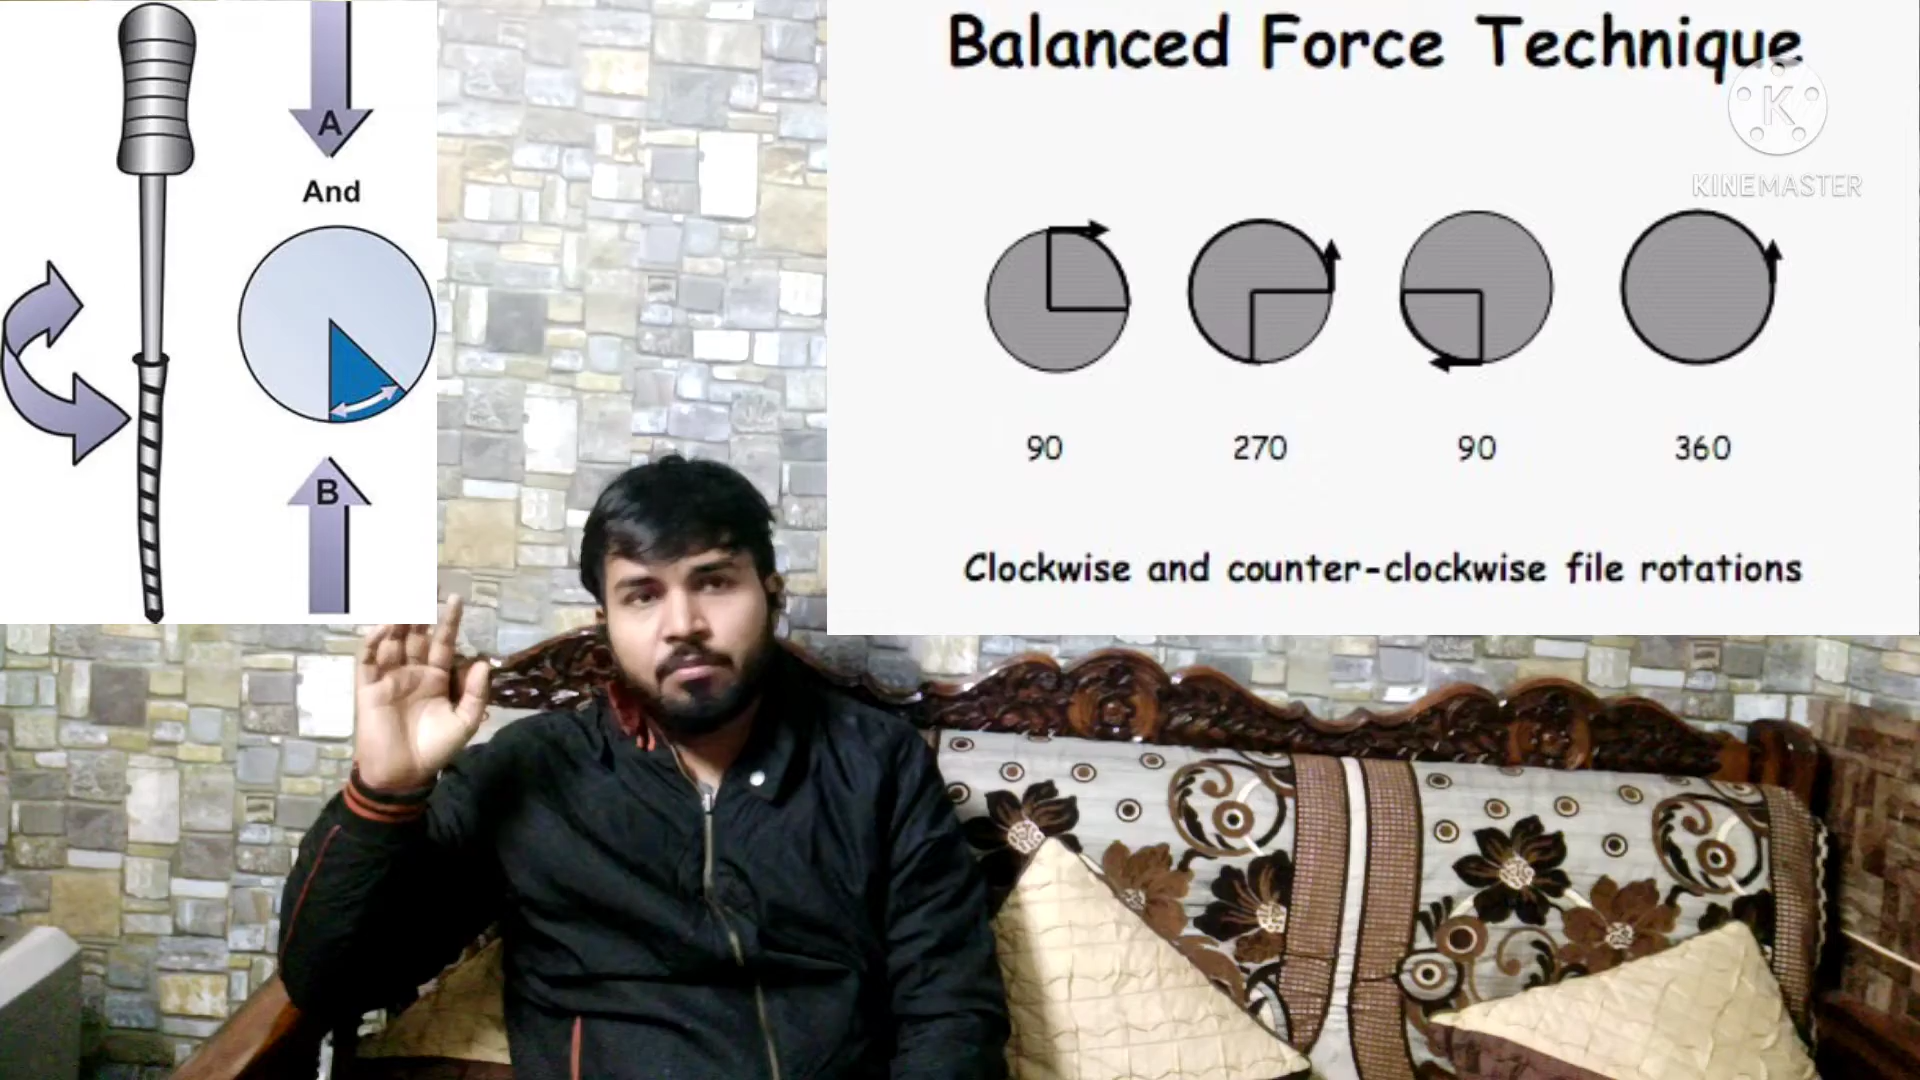 A
And
B
Balanced Force Technique
K
KINEMASTER
90 270 90 360
Clockwise and counter-clockwise file rotations